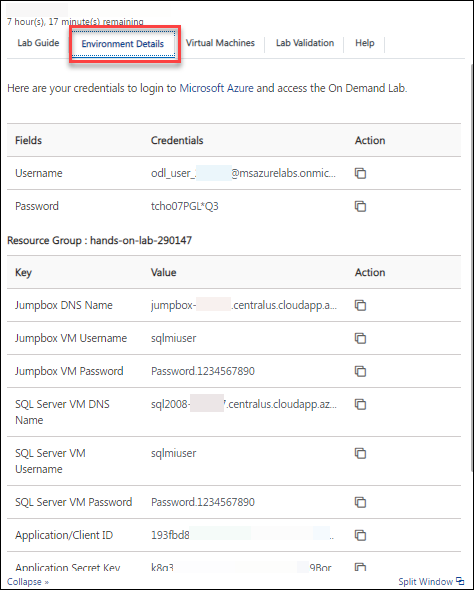 7 hour(s), 17 minute(s) remaining
Lab Guide Environment Details Virtual Machines Lab Validation Help
Here are your credentials to login to Microsoft Azure and access the On Demand Lab.
Fields Credentials Action
Username odl_user_ @msazurelabs.onmic...
Password tcho07PGL*Q3
Resource Group : hands-on-lab-290147
Key Value Action
Jumpbox DNS Name jumpbox- .centralus.cloudapp.a...
Jumpbox VM Username sqlmiuser
Jumpbox VM Password Password.1234567890
SQL Server VM DNS sql2008- 7.centralus.cloudapp.az...
Name
SQL Server VM sqlmiuser
Username
SQL Server VM Password Password.1234567890
Application/Client ID 193fbd8 ..
Application Secret Key k8q3 9Bor
Collapse » Split Window